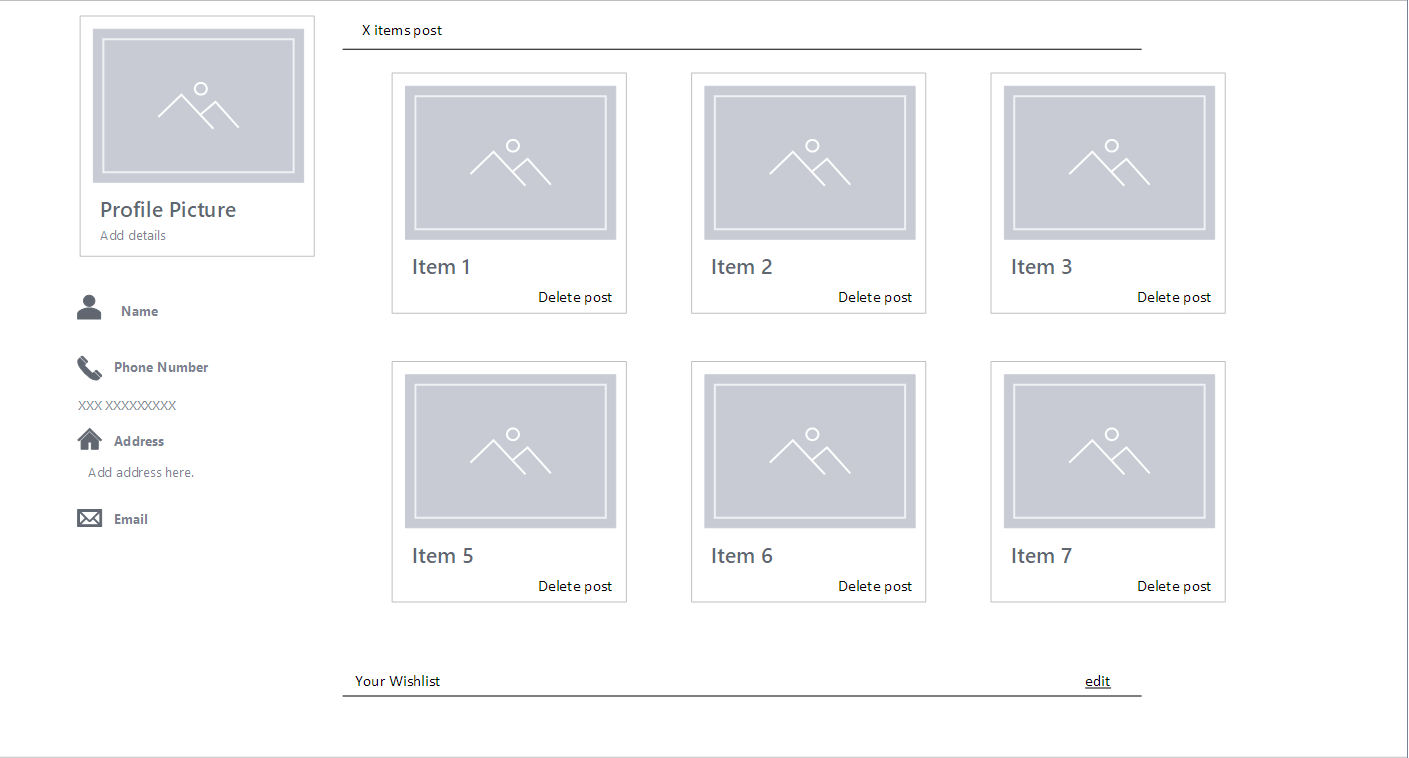 Profile Picture
Add details
Name
Phone Number
XXX XXXXXXXXX
Address
Add address here.
Email
X items post
Item 1
Delete post
Item 2
Delete post
Item 3
Delete post
Item 5
Delete post
Item 6
Delete post
Item 7
Delete post
Your Wishlist
edit